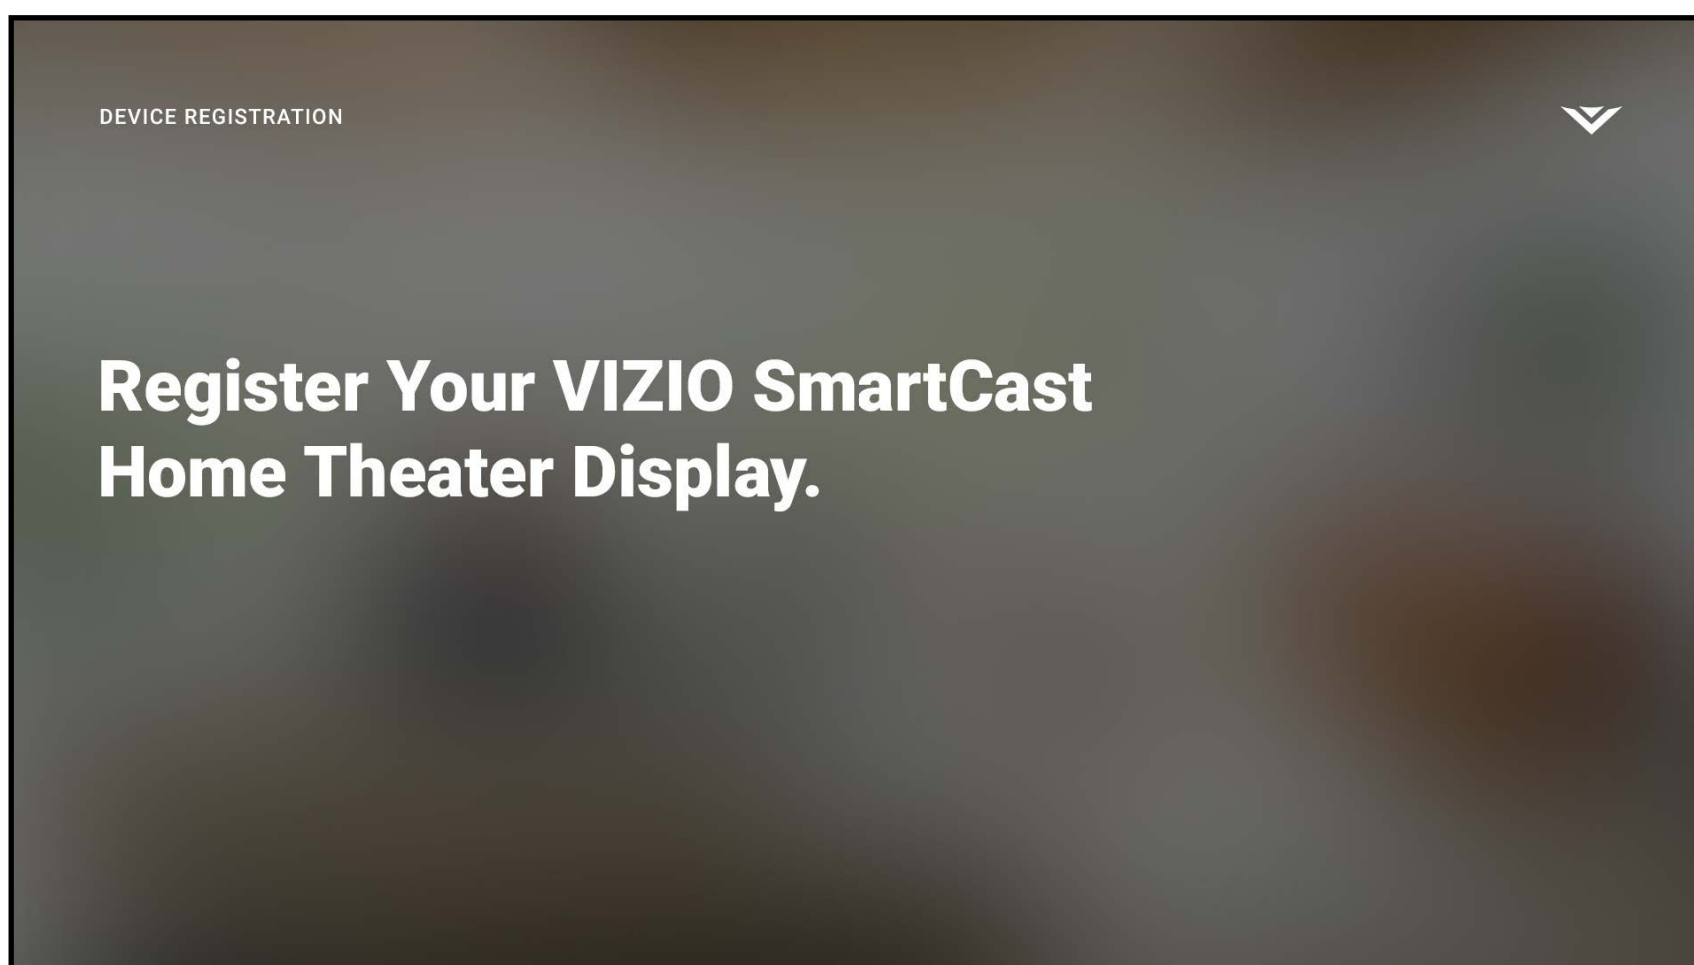 DEVICE REGISTRATION
Register Your VIZIO SmartCast
Home Theater Display.